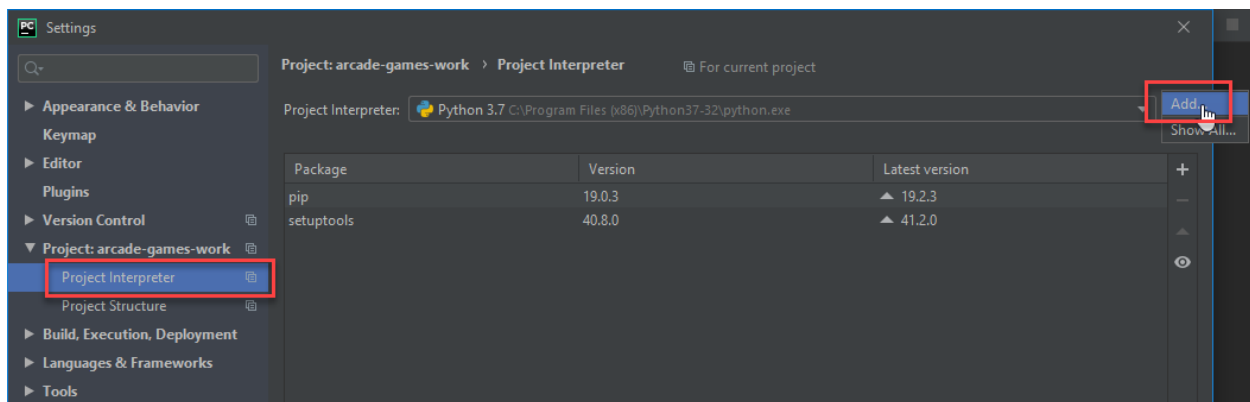 PC Settings
Project: arcade-games-work › Project Interpreter For current project
Appearance & Behavior
Keymap
Editor
Plugins
Version Control
Project: arcade-games-work
Project Interpreter
Project Structure
Build, Execution, Deployment
Languages & Frameworks
Tools
Project Interpreter: Python 3.7 C:\Program Files (x86)\Python37-32\python.exe
Add...
Show All...
Package Version Latest version
pip 19.0.3 19.2.3
setuptools 40.8.0 41.2.0